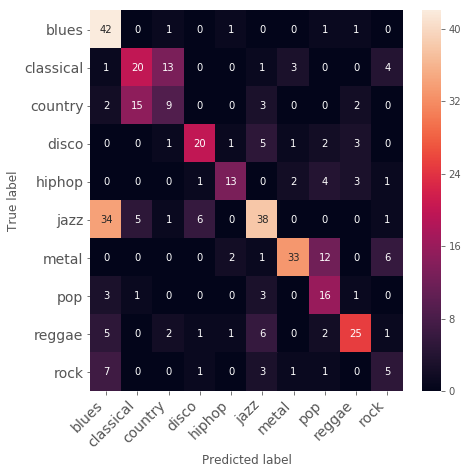 blues 42 0 1 0 1 0 0 1 1 0
classical 1 20 13 0 0 1 3 0 0 4
country 2 15 9 0 0 3 0 0 2 0
disco 0 0 1 20 1 5 1 2 3 0
hiphop 0 0 0 1 13 0 2 4 3 1
jazz 34 5 1 6 0 38 0 0 0 1
metal 0 0 0 0 2 1 33 12 0 6
pop 3 1 0 0 0 3 0 16 1 0
reggae 5 0 2 1 1 6 0 2 25 1
rock 7 0 0 1 0 3 1 1 0 5
True label
blues classical country disco hiphop jazz metal pop reggae rock
Predicted label
40
32
24
16
8
0